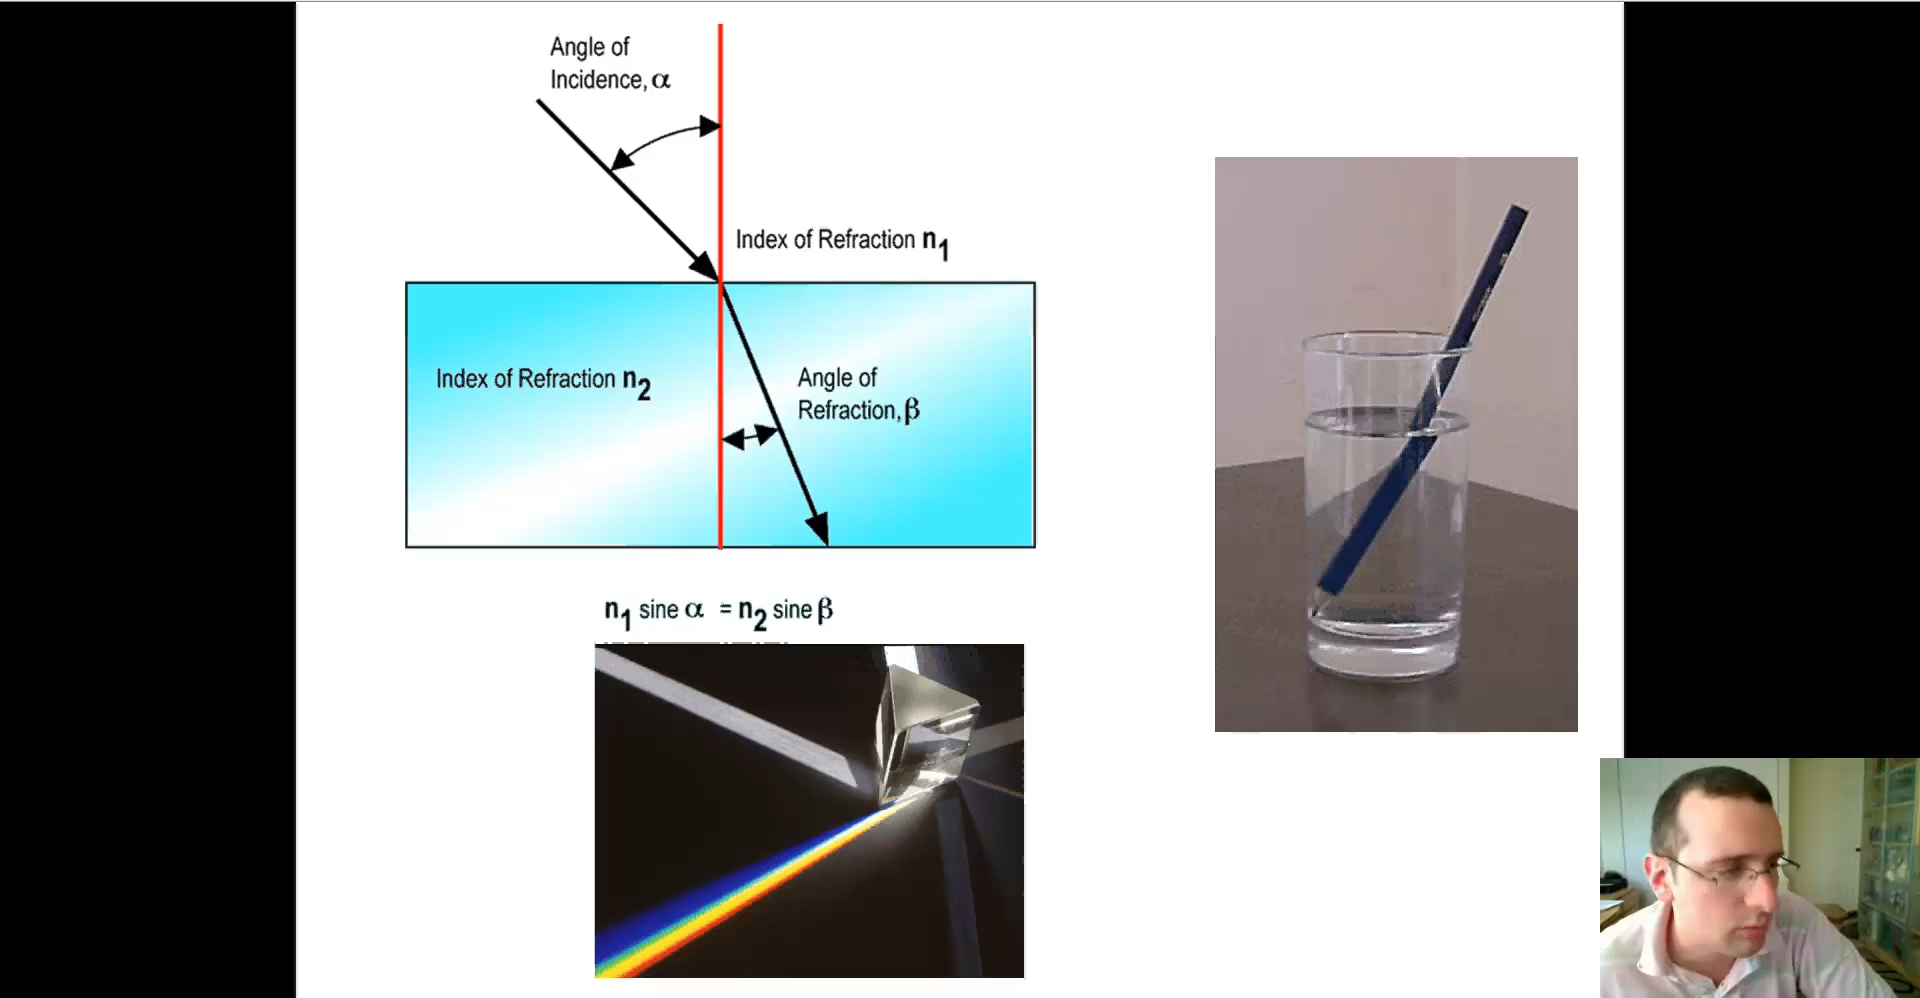 Angle of
Incidence, α
Index of Refraction n1
Index of Refraction n2
Angle of
Refraction, β
n1 sine α = n2 sine β